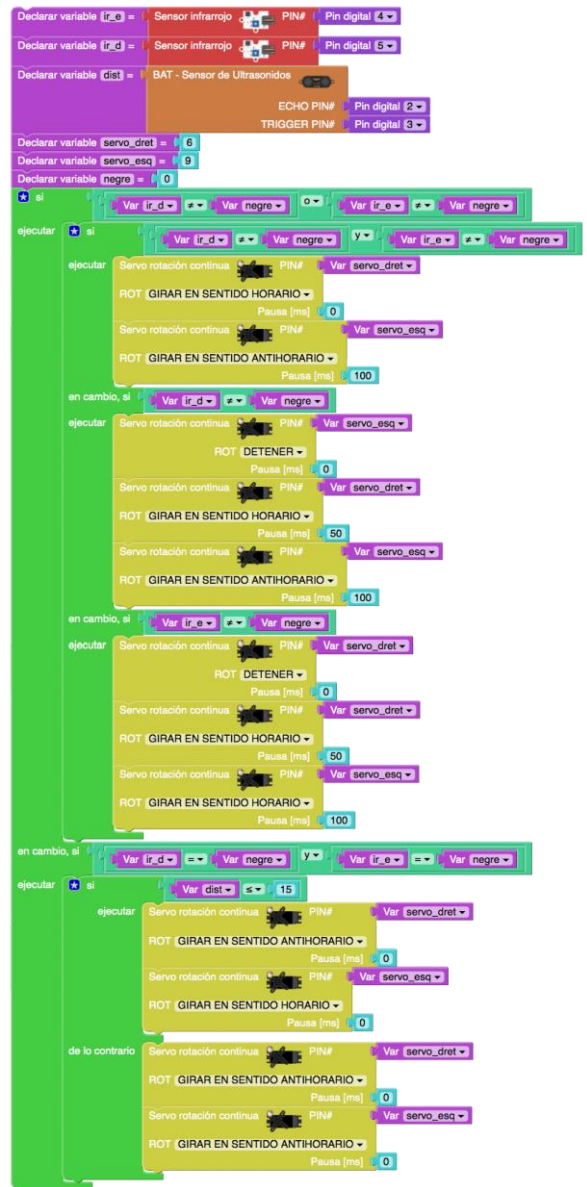 Declarar variable ir_e = Sensor infrarrojo PIN# Pin digital 4
Declarar variable ir_d = Sensor infrarrojo PIN# Pin digital 5
Declarar variable dist = BAT - Sensor de Ultrasonidos
ECHO PIN# Pin digital 2
TRIGGER PIN# Pin digital 3
Declarar variable servo_dret = 6
Declarar variable servo_esq = 9
Declarar variable negre = 0
si Var ir_d ≠ Var negre o Var ir_e ≠ Var negre
ejecutar si Var ir_d ≠ Var negre y Var ir_e ≠ Var negre
ejecutar Servo rotación continua PIN# Var servo_dret
ROT GIRAR EN SENTIDO HORARIO
Pausa [ms] 0
Servo rotación continua PIN# Var servo_esq
ROT GIRAR EN SENTIDO ANTIHORARIO
Pausa [ms] 100
en cambio, si Var ir_d ≠ Var negre
ejecutar Servo rotación continua PIN# Var servo_esq
ROT DETENER
Pausa [ms] 0
Servo rotación continua PIN# Var servo_dret
ROT GIRAR EN SENTIDO HORARIO
Pausa [ms] 50
Servo rotación continua PIN# Var servo_esq
ROT GIRAR EN SENTIDO ANTIHORARIO
Pausa [ms] 100
en cambio, si Var ir_e ≠ Var negre
ejecutar Servo rotación continua PIN# Var servo_dret
ROT DETENER
Pausa [ms] 0
Servo rotación continua PIN# Var servo_dret
ROT GIRAR EN SENTIDO HORARIO
Pausa [ms] 50
Servo rotación continua PIN# Var servo_esq
ROT GIRAR EN SENTIDO HORARIO
Pausa [ms] 100
en cambio, si Var ir_d = Var negre y Var ir_e = Var negre
ejecutar si Var dist ≤ 15
ejecutar Servo rotación continua PIN# Var servo_dret
ROT GIRAR EN SENTIDO ANTIHORARIO
Pausa [ms] 0
Servo rotación continua PIN# Var servo_esq
ROT GIRAR EN SENTIDO HORARIO
Pausa [ms] 0
de lo contrario Servo rotación continua PIN# Var servo_dret
ROT GIRAR EN SENTIDO ANTIHORARIO
Pausa [ms] 0
Servo rotación continua PIN# Var servo_esq
ROT GIRAR EN SENTIDO ANTIHORARIO
Pausa [ms] 0